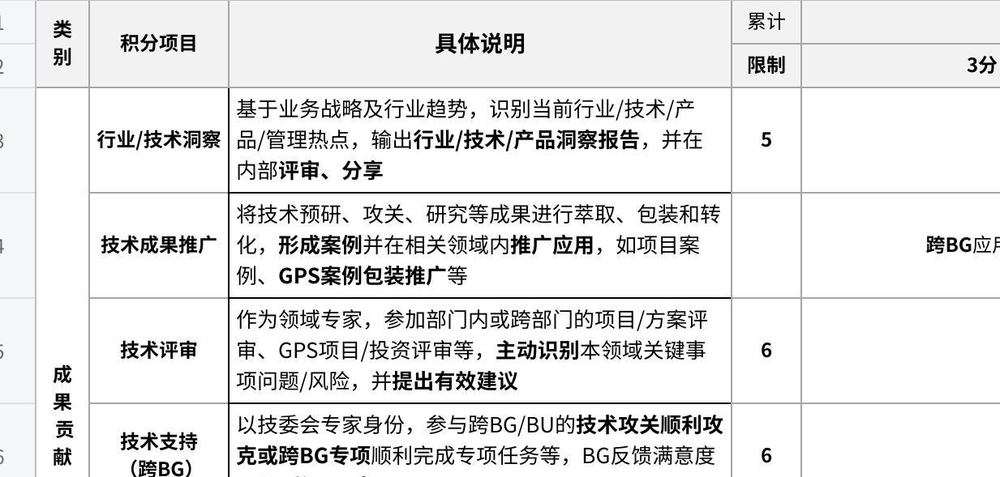 1
类
别
积分项目
具体说明
累计
2
限制
3分
3
行业/技术洞察
基于业务战略及行业趋势，识别当前行业/技术/产
品/管理热点，输出行业/技术/产品洞察报告，并在
内部评审、分享
5
4
技术成果推广
将技术预研、攻关、研究等成果进行萃取、包装和转
化，形成案例并在相关领域内推广应用，如项目案
例、GPS案例包装推广等
跨BG应用
5
技术评审
作为领域专家，参加部门内或跨部门的项目/方案评
审、GPS项目/投资评审等，主动识别本领域关键事
项问题/风险，并提出有效建议
6
成
果
贡
献
6
技术支持
（跨BG）
以技委会专家身份，参与跨BG/BU的技术攻关顺利攻
克或跨BG专项顺利完成专项任务等，BG反馈满意度
6